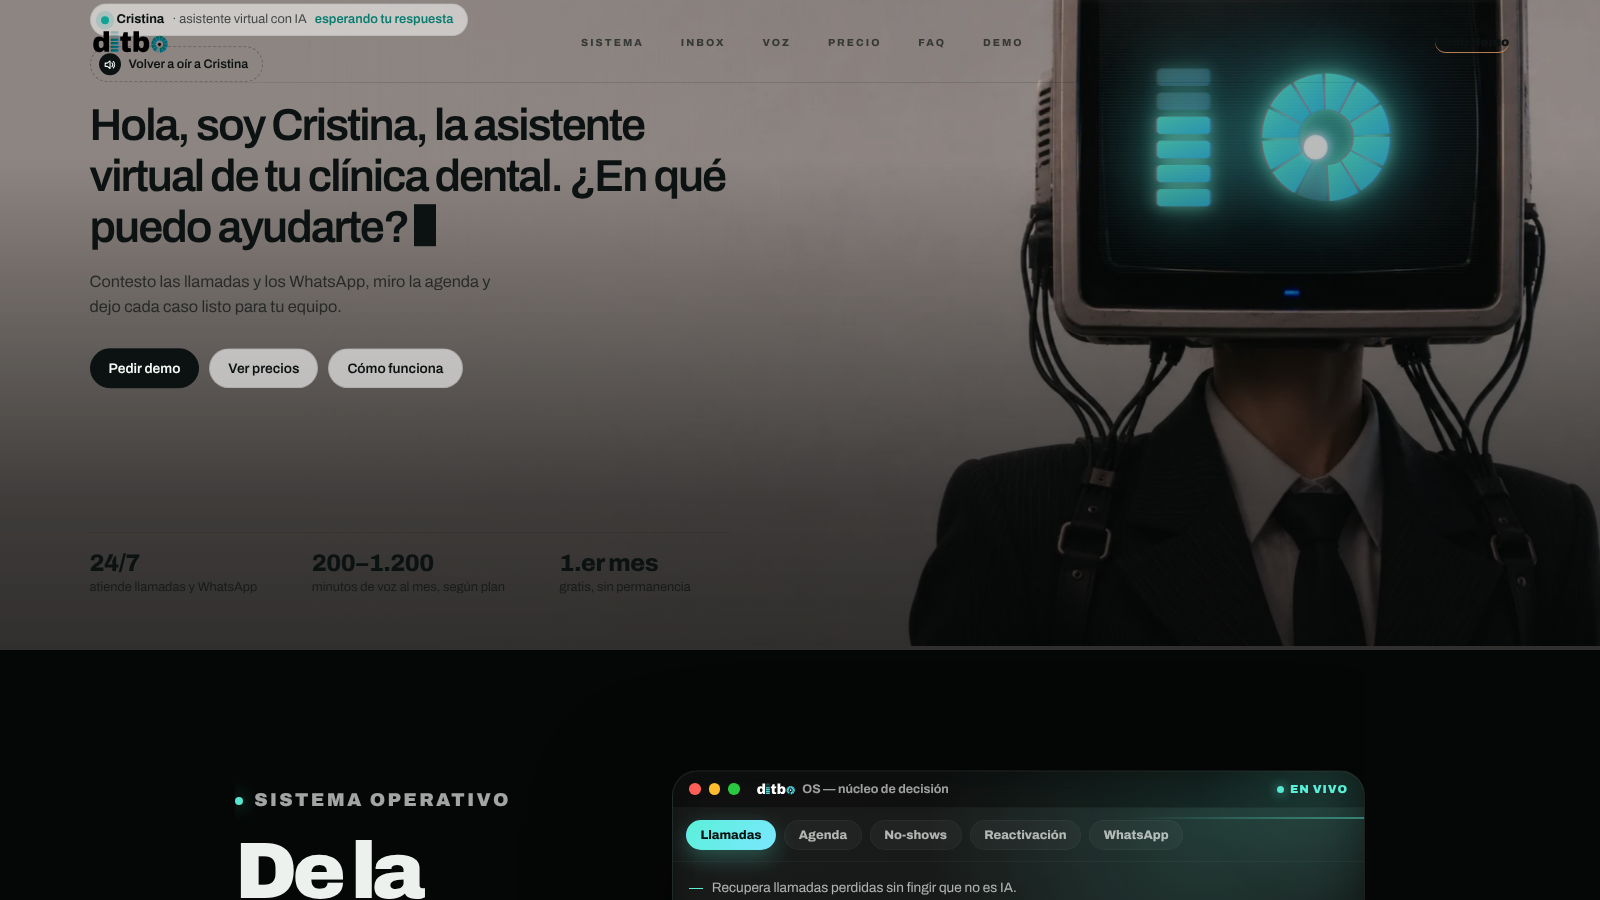 Cristina · asistente virtual con IA esperando tu respuesta
ditbo
SISTEMA INBOX VOZ PRECIO FAQ DEMO
Volver a oír a Cristina
Hola, soy Cristina, la asistente
virtual de tu clínica dental. ¿En qué
puedo ayudarte?
Contesto las llamadas y los WhatsApp, miro la agenda y
dejo cada caso listo para tu equipo.
Pedir demo Ver precios Cómo funciona
24/7
atiende llamadas y WhatsApp
200–1.200
minutos de voz al mes, según plan
1.er mes
gratis, sin permanencia
SISTEMA OPERATIVO
De la
ditbo OS — núcleo de decisión
EN VIVO
Llamadas Agenda No-shows Reactivación WhatsApp
— Recupera llamadas perdidas sin fingir que no es IA.